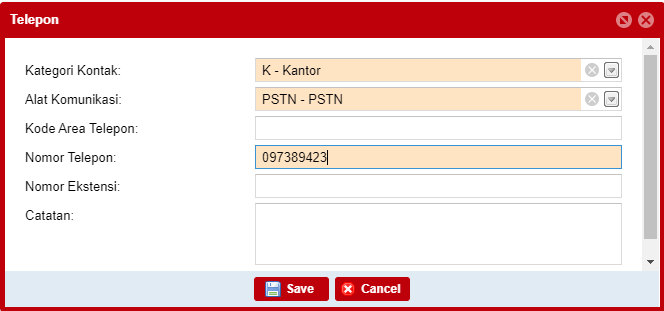 Telepon
Kategori Kontak: K - Kantor
Alat Komunikasi: PSTN - PSTN
Kode Area Telepon:
Nomor Telepon: 097389423
Nomor Ekstensi:
Catatan:
Save Cancel